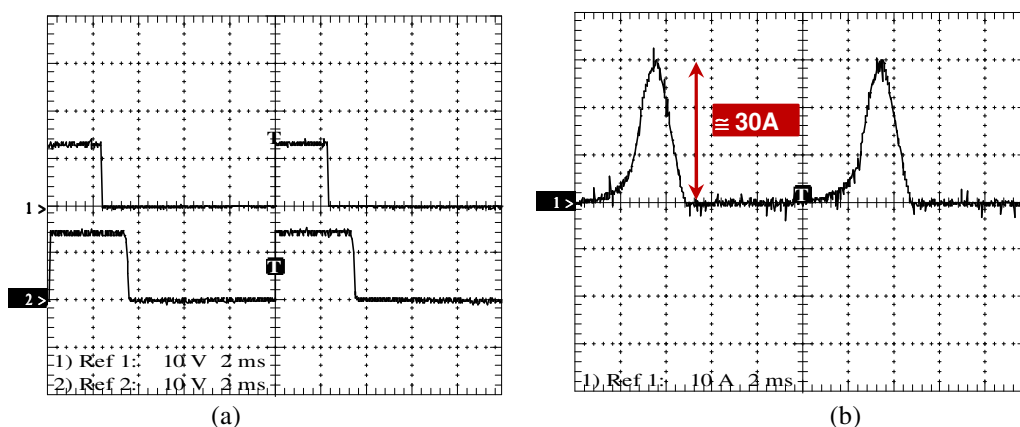 T
1 >
T
2 >
1) Ref 1: 10 V 2 ms
2) Ref 2: 10 V 2 ms
(a)
≅ 30A
T
1 >
1) Ref 1: 10 A 2 ms
(b)